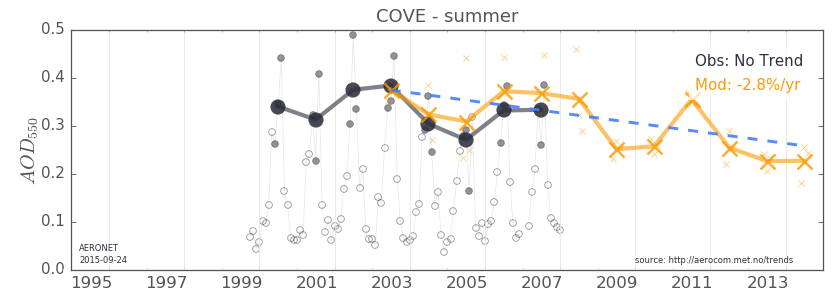 COVE - summer
0.5
0.4
0.3
0.2
0.1
0.0
AOD550
Obs: No Trend
Mod: -2.8%/yr
AERONET
2015-09-24
source: http://aerocom.met.no/trends
1995 1997 1999 2001 2003 2005 2007 2009 2011 2013